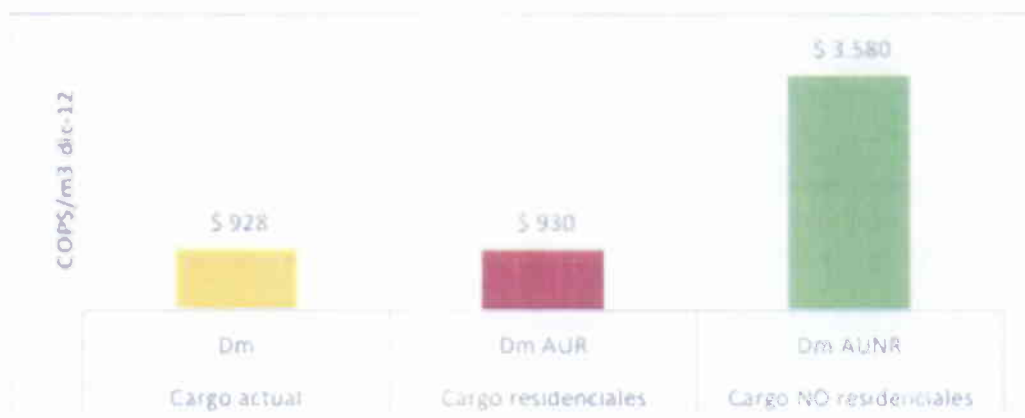 COP$/m3 dic-12
$ 3.580
$ 928
$ 930
Dm
Dm AUR
Dm AUNR
Cargo actual
Cargo residenciales
Cargo NO residenciales